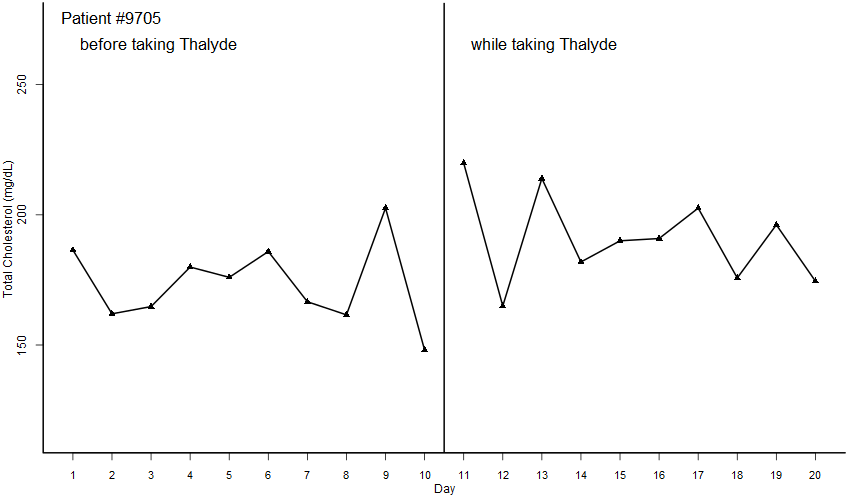 Patient #9705
before taking Thalyde
while taking Thalyde
Total Cholesterol (mg/dL)
250
200
150
1 2 3 4 5 6 7 8 9 10 11 12 13 14 15 16 17 18 19 20
Day